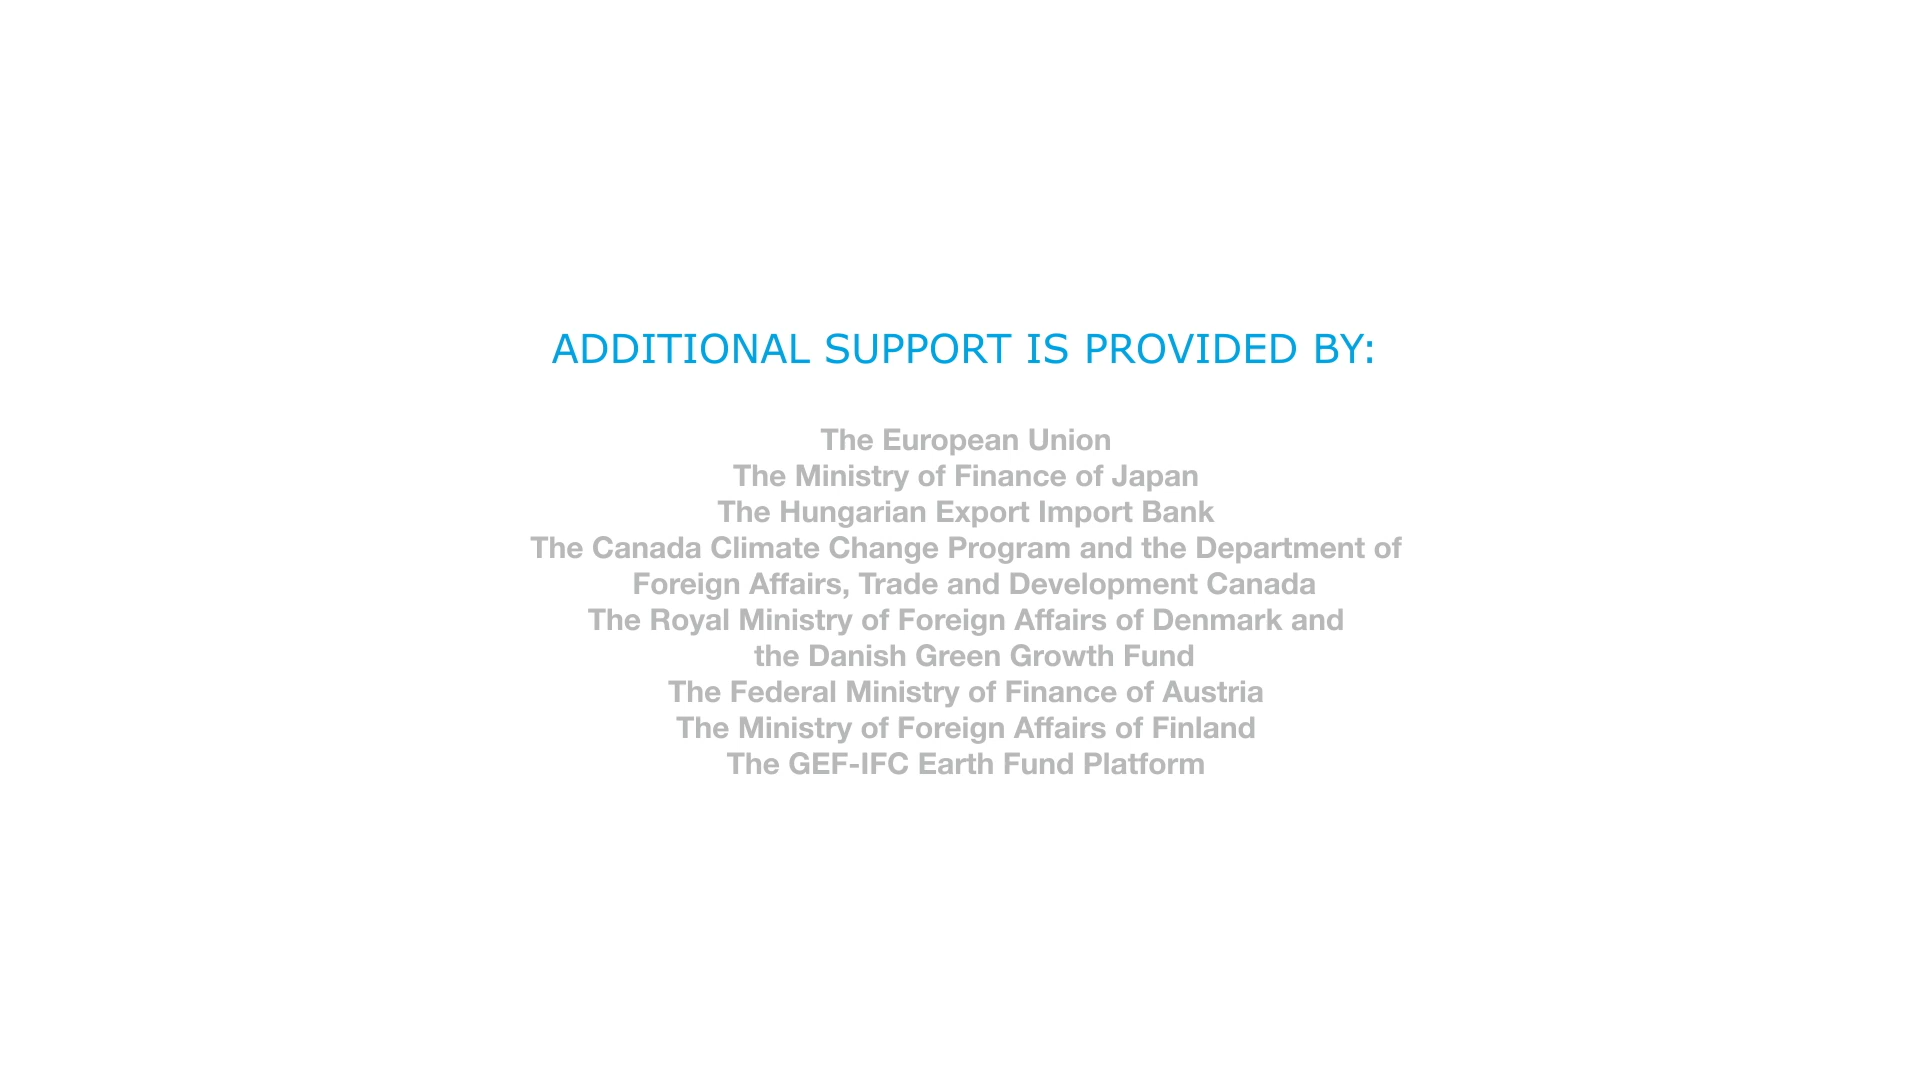 ADDITIONAL SUPPORT IS PROVIDED BY:
The European Union
The Ministry of Finance of Japan
The Hungarian Export Import Bank
The Canada Climate Change Program and the Department of
Foreign Affairs, Trade and Development Canada
The Royal Ministry of Foreign Affairs of Denmark and
the Danish Green Growth Fund
The Federal Ministry of Finance of Austria
The Ministry of Foreign Affairs of Finland
The GEF-IFC Earth Fund Platform